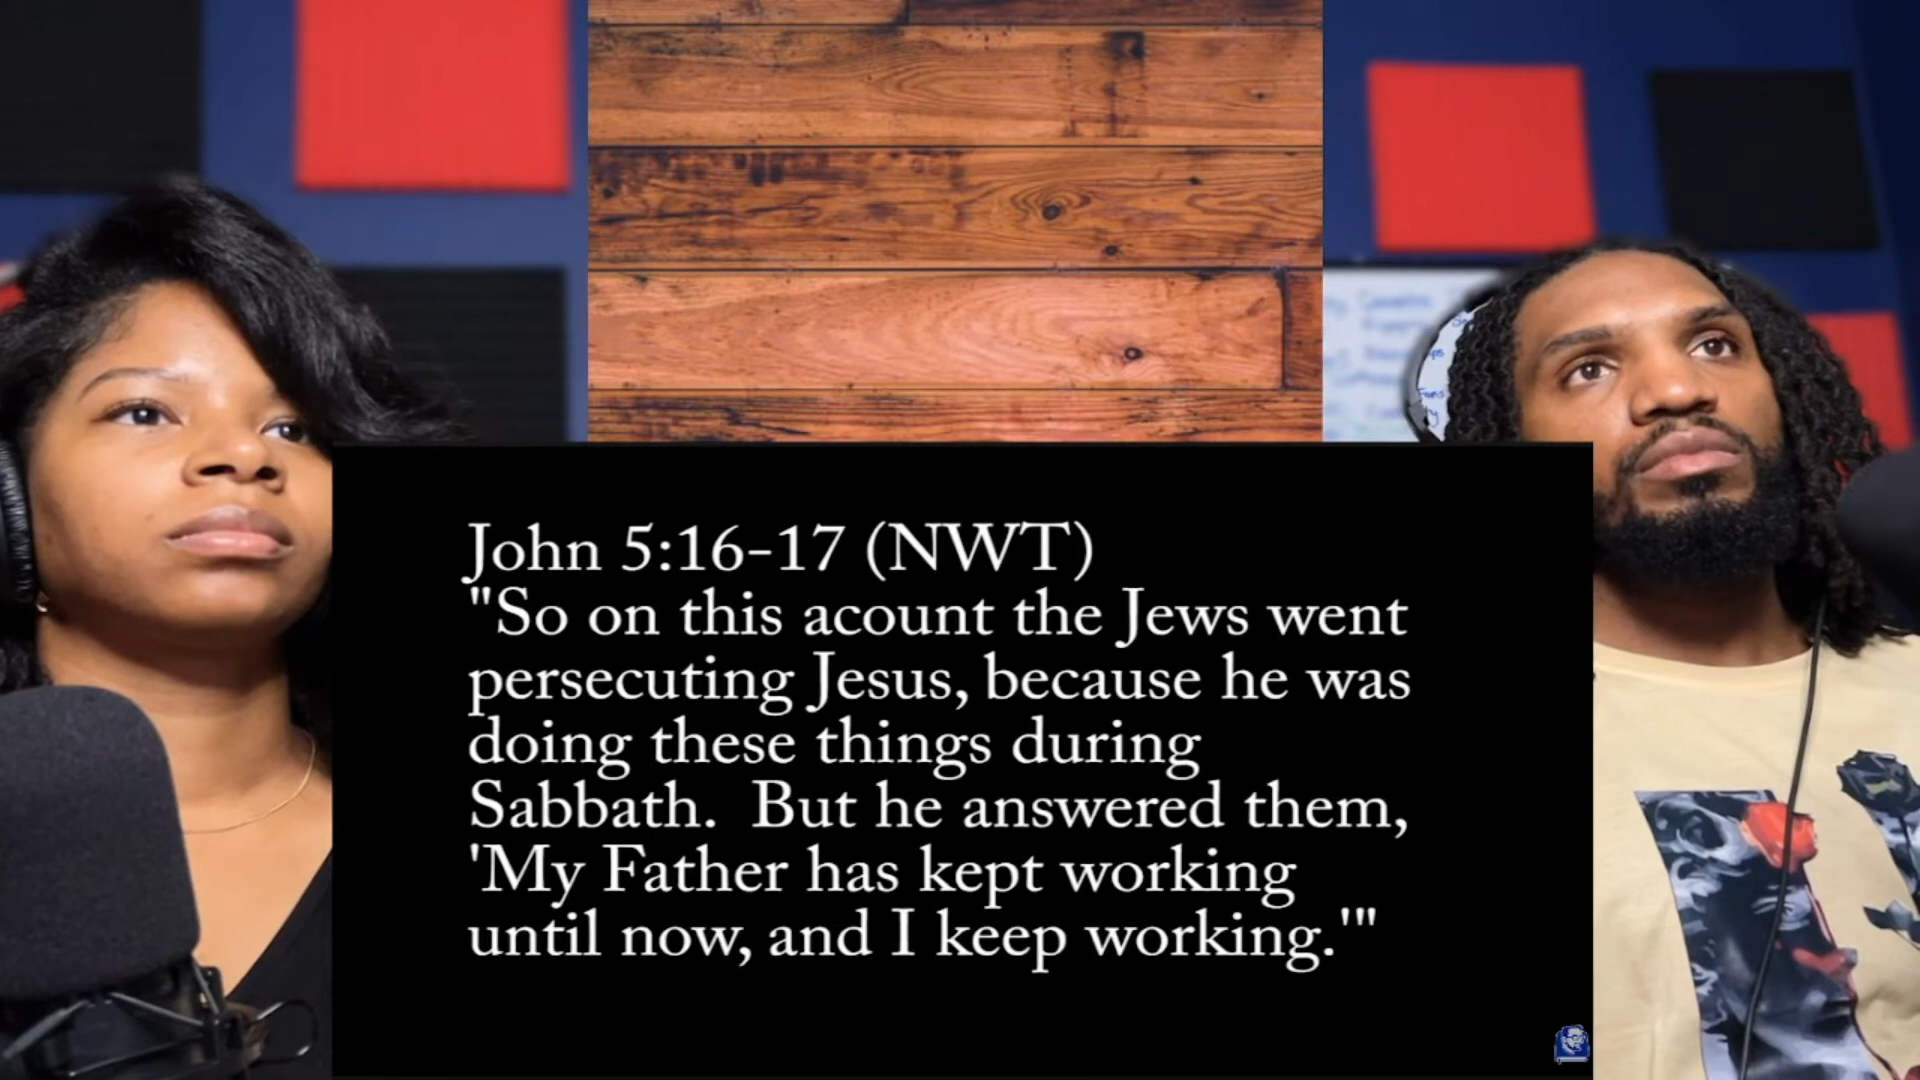 John 5:16-17 (NWT)
"So on this acount the Jews went
persecuting Jesus, because he was
doing these things during
Sabbath.  But he answered them,
'My Father has kept working
until now, and I keep working.'"